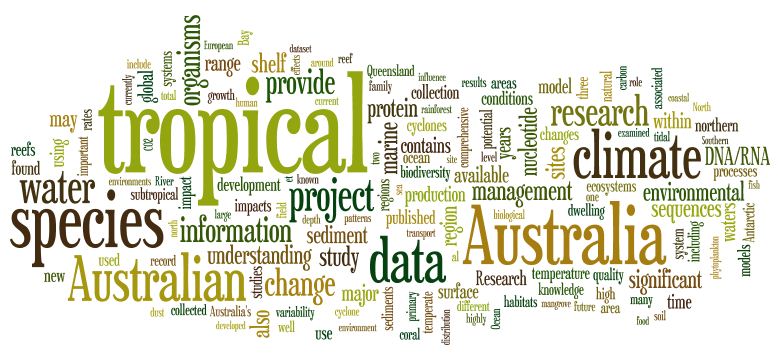 European
Bay
dataset
include
systems
organisms
around
reef
range
shelf
effects
currently
global
provide
Queensland
influence
results
areas
model
three
natural
carbon
role
associated
total
growth
human
current
family
collection
conditions
coastal
may
rates
tropical
protein
rainforest
comprehensive
potential
research
North
important
CO2
cyclones
years
nucleotide
changes
examined
within
northern
reefs
using
two
marine
contains
level
sites
tidal
Southern
found
ocean
site
climate
DNA/RNA
environments
River
impact
et
known
biodiversity
available
processes
water
subtropical
development
project
regions
sea
production
management
ecosystems
environmental
fish
one
species
north
large
impacts
field
depth
patterns
published
region
biological
dwelling
sequences
waters
Antarctic
information
sediment
transport
Australia
system
including
models
phytoplankton
understanding
study
data
al
new
used
record
studies
change
Research
temperature
quality
significant
Australian
major
surface
knowledge
dust
collected
Australia's
variability
cyclone
sediments
primary
temperate
distribution
different
habitats
high
many
time
developed
also
well
use
environment
coral
highly
Ocean
mangrove
future
area
food
soil